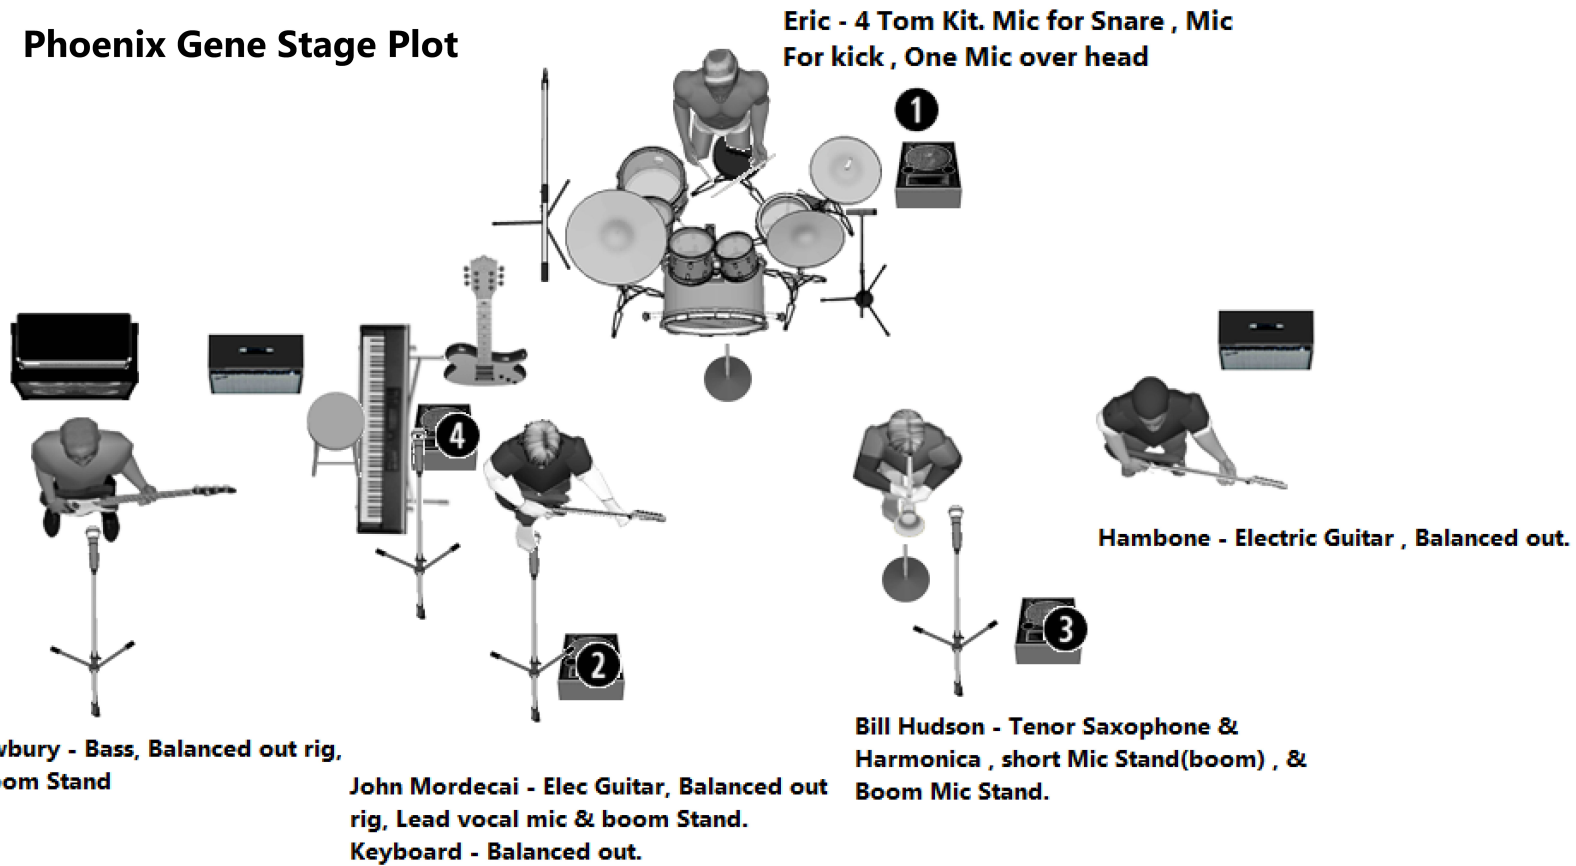 Phoenix Gene Stage Plot
Eric - 4 Tom Kit. Mic for Snare , Mic
For kick , One Mic over head
1
4
2
3
Hambone - Electric Guitar , Balanced out.
wbury - Bass, Balanced out rig,
oom Stand
John Mordecai - Elec Guitar, Balanced out
rig, Lead vocal mic & boom Stand.
Keyboard - Balanced out.
Bill Hudson - Tenor Saxophone &
Harmonica , short Mic Stand(boom) , &
Boom Mic Stand.